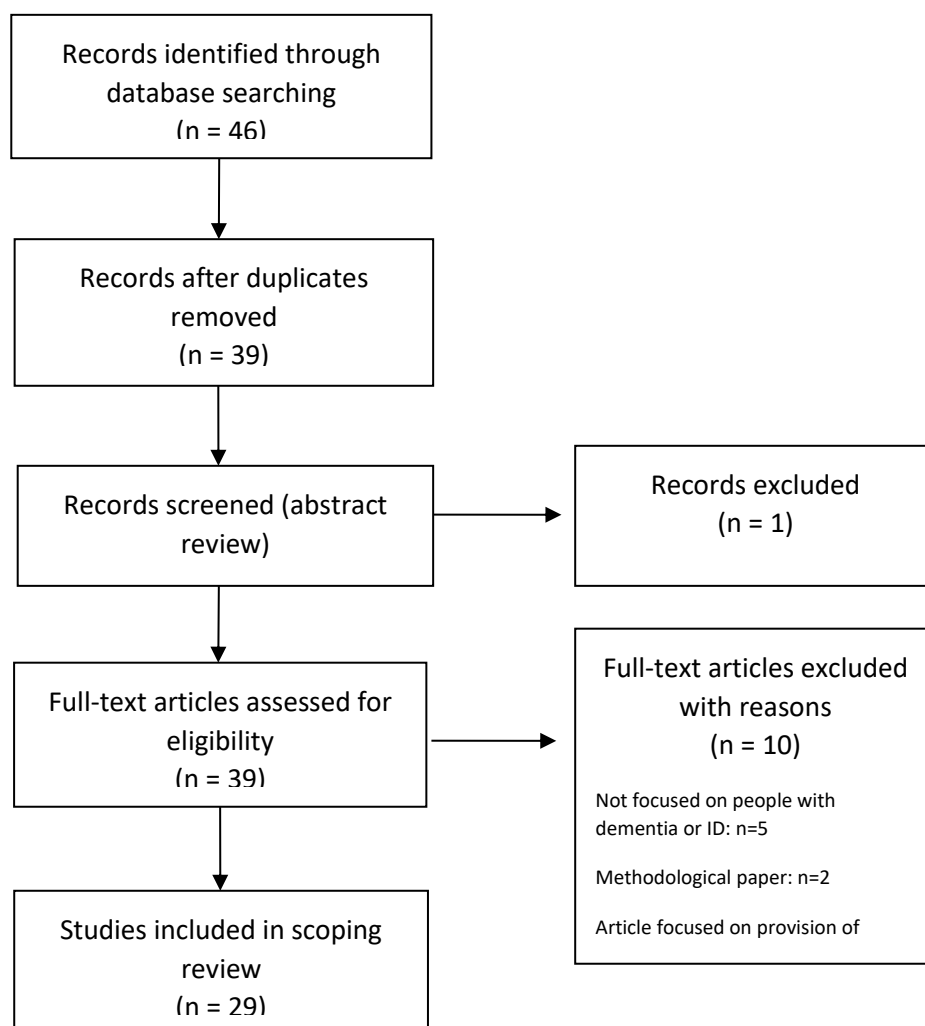 Records identified through
database searching
(n = 46)
Records after duplicates
removed
(n = 39)
Records screened (abstract
review)
Records excluded
(n = 1)
Full-text articles assessed for
eligibility
(n = 39)
Full-text articles excluded
with reasons
(n = 10)
Not focused on people with
dementia or ID: n=5
Methodological paper: n=2
Article focused on provision of
Studies included in scoping
review
(n = 29)